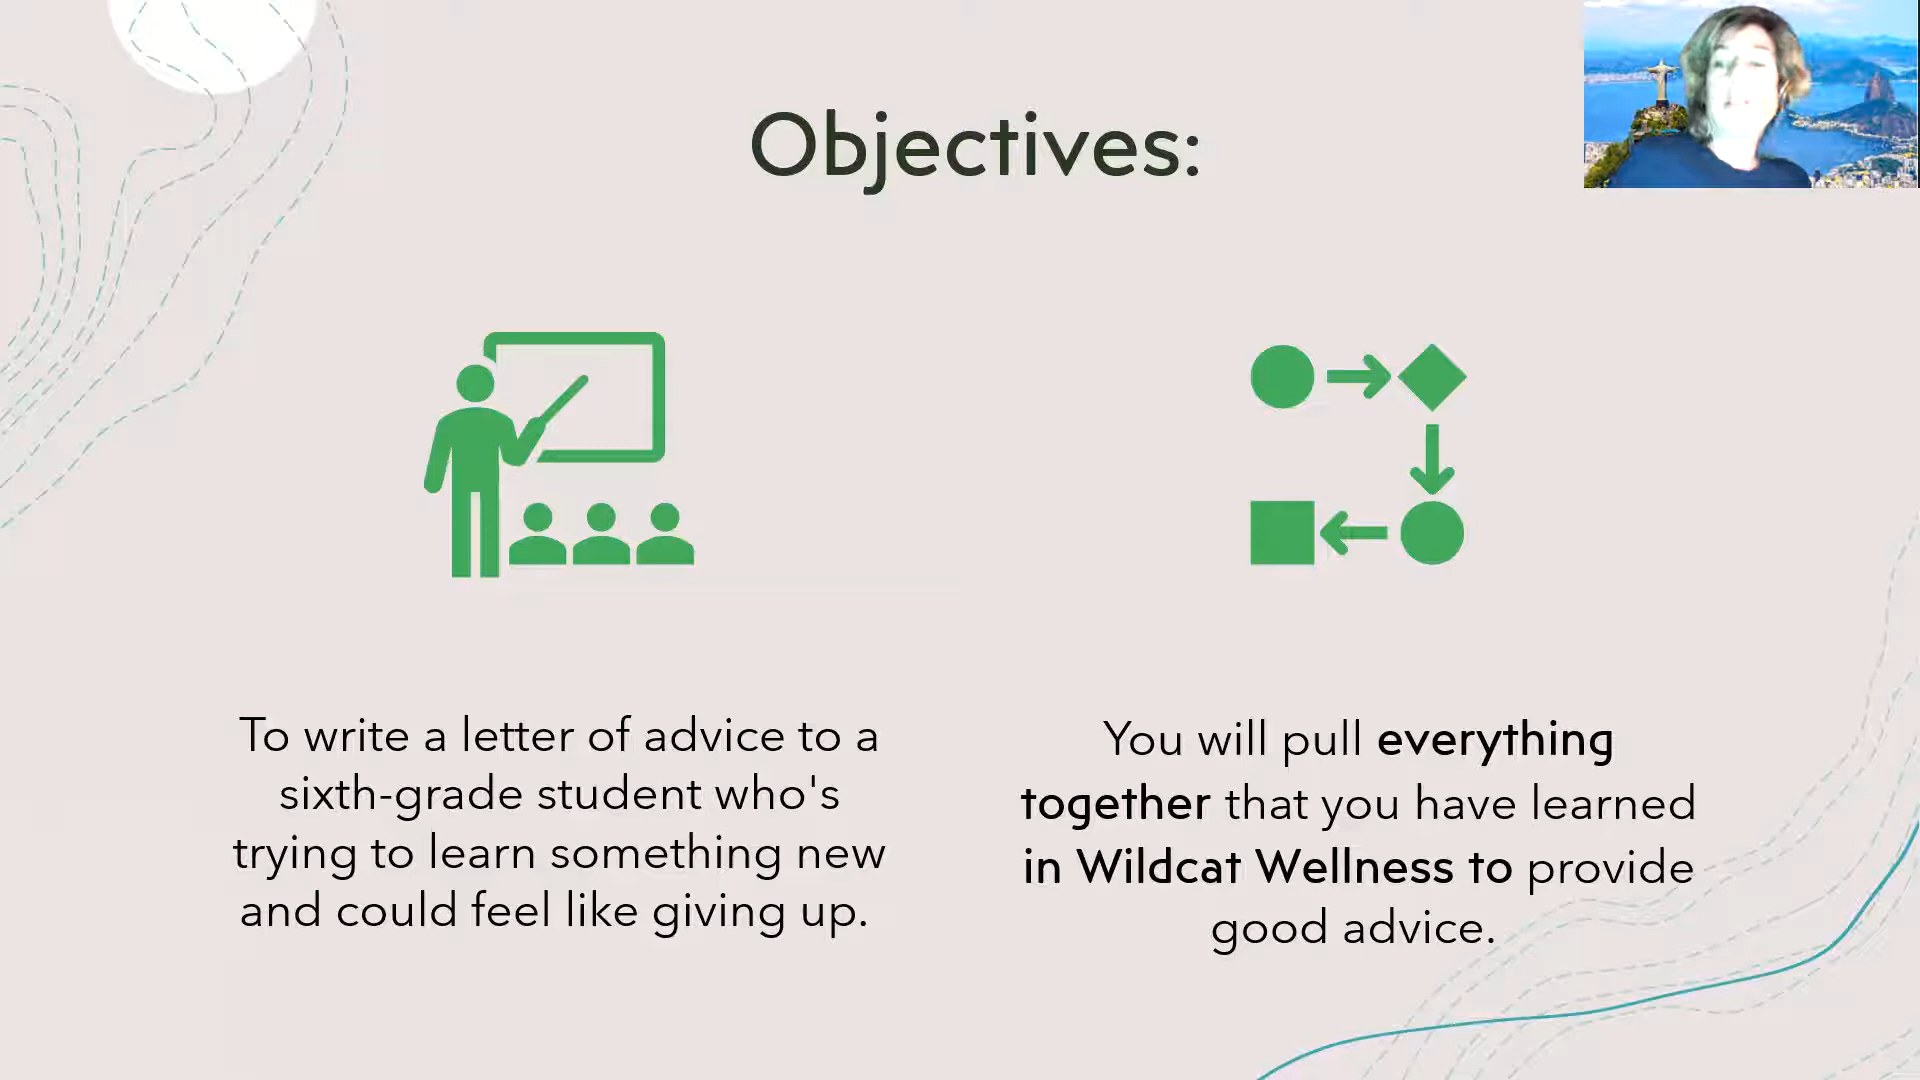 Objectives:
To write a letter of advice to a
sixth-grade student who's
trying to learn something new
and could feel like giving up.
You will pull everything
together that you have learned
in Wildcat Wellness to provide
good advice.